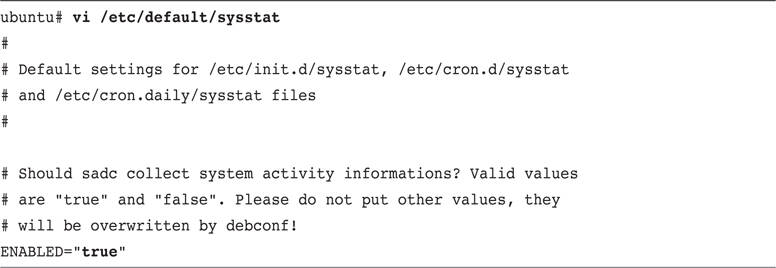 ubuntu# vi /etc/default/sysstat
#
# Default settings for /etc/init.d/sysstat, /etc/cron.d/sysstat
# and /etc/cron.daily/sysstat files
#
# Should sadc collect system activity informations? Valid values
# are "true" and "false". Please do not put other values, they
# will be overwritten by debconf!
ENABLED="true"